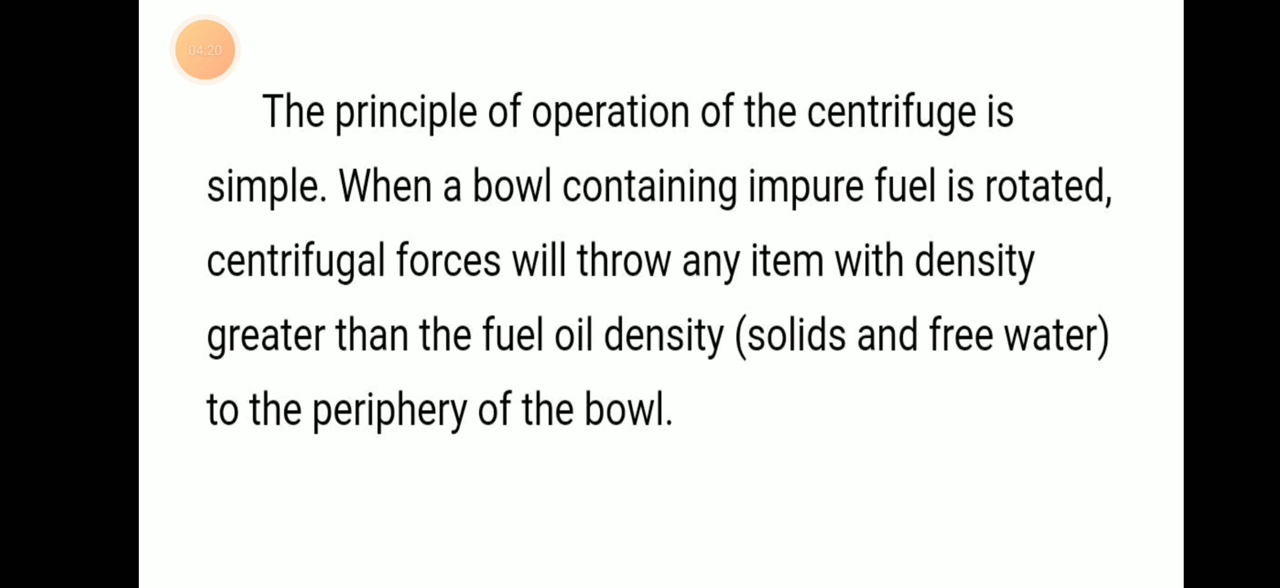 04:20
The principle of operation of the centrifuge is
simple. When a bowl containing impure fuel is rotated,
centrifugal forces will throw any item with density
greater than the fuel oil density (solids and free water)
to the periphery of the bowl.